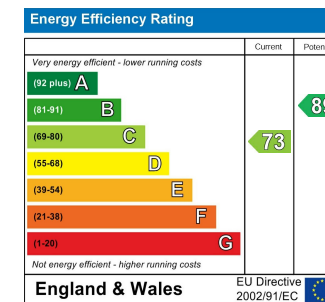 Energy Efficiency Rating
Current
Very energy efficient - lower running costs
(92 plus) A
(81-91) B
(69-80) C
73
(55-68) D
(39-54) E
(21-38) F
(1-20) G
Not energy efficient - higher running costs
England & Wales
EU Directive
2002/91/EC